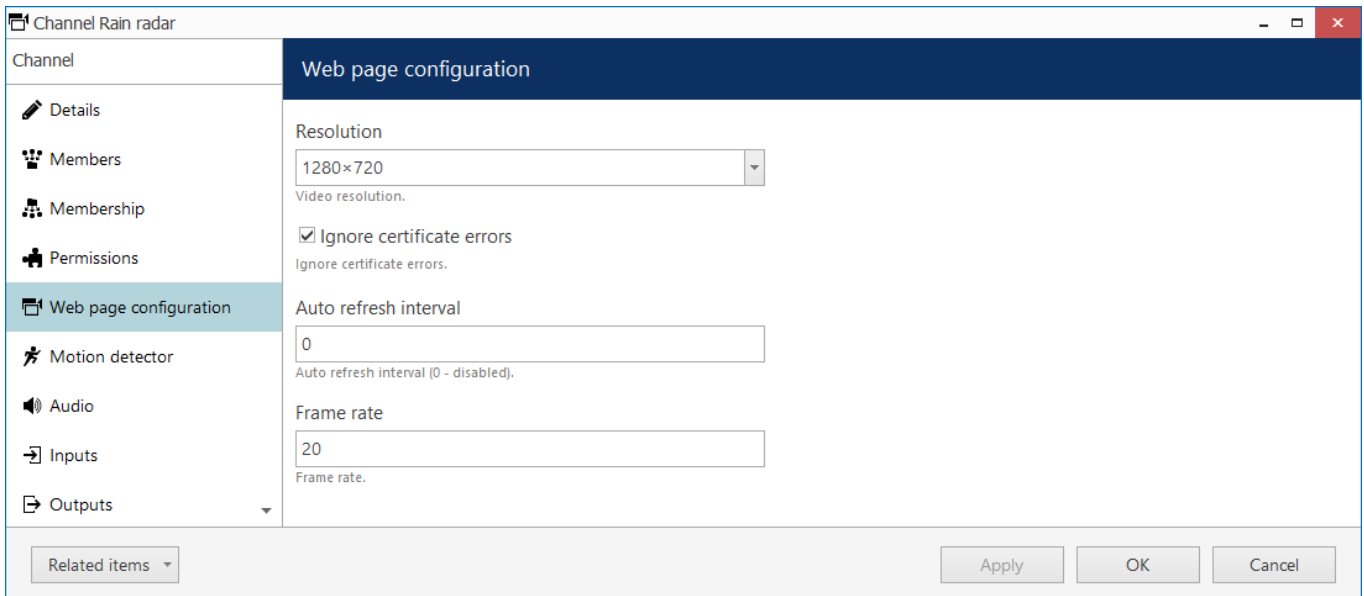 Channel Rain radar
Channel
Details
Members
Membership
Permissions
Web page configuration
Motion detector
Audio
Inputs
Outputs
Web page configuration
Resolution
1280×720
Video resolution.
Ignore certificate errors
Ignore certificate errors.
Auto refresh interval
0
Auto refresh interval (0 - disabled).
Frame rate
20
Frame rate.
Related items
Apply
OK
Cancel